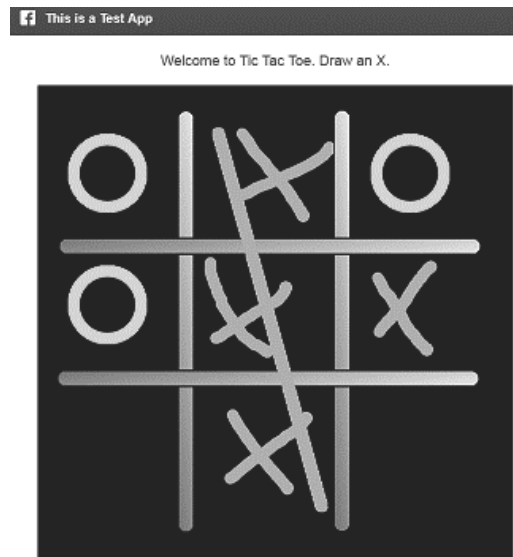 This is a Test App
Welcome to Tic Tac Toe. Draw an X.
O X O
O X X
X